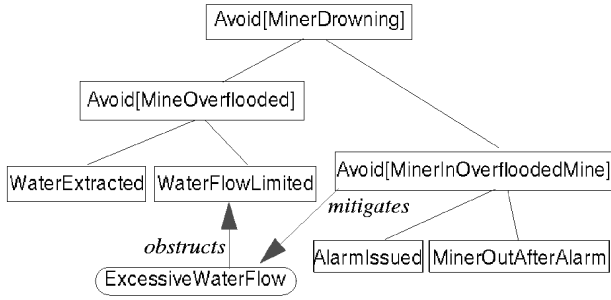 Avoid[MinerDrowning]
Avoid[MineOverflooded]
WaterExtracted
WaterFlowLimited
Avoid[MinerInOverfloodedMine]
mitigates
obstructs
AlarmIssued
MinerOutAfterAlarm
ExcessiveWaterFlow